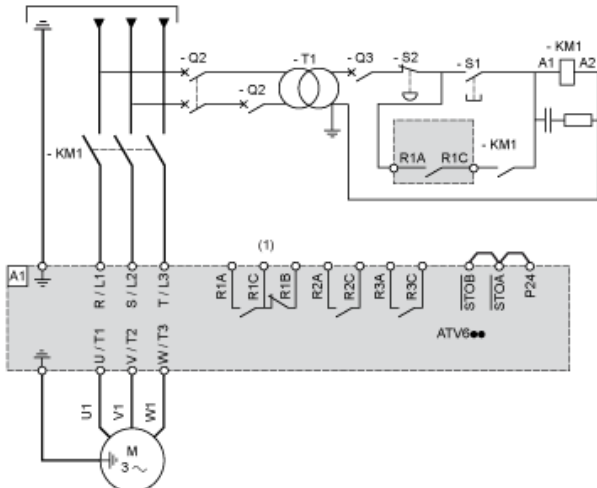 - Q2
- T1
- Q3
- S2
- S1
- KM1
A1
A2
- Q2
- KM1
R1A
R1C
- KM1
(1)
A1
R / L1
S / L2
T / L3
R1A
R1C
R1B
R2A
R2C
R3A
R3C
STOB
STOA
P24
ATV6●●
U / T1
V / T2
W / T3
U1
V1
W1
M
3 ~